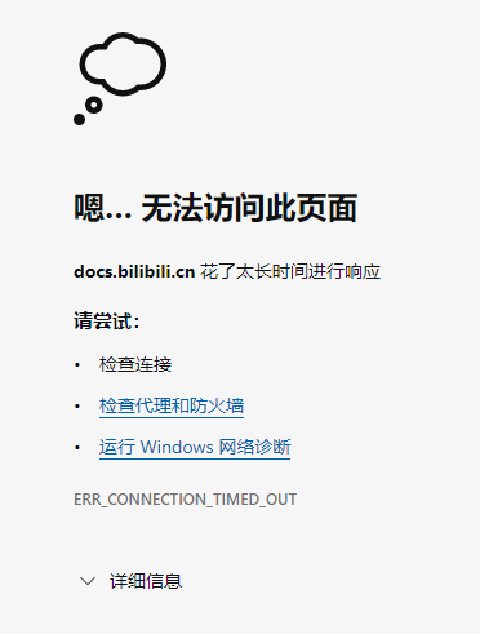 嗯... 无法访问此页面
docs.bilibili.cn 花了太长时间进行响应
请尝试：
• 检查连接
• 检查代理和防火墙
• 运行 Windows 网络诊断
ERR_CONNECTION_TIMED_OUT
详细信息